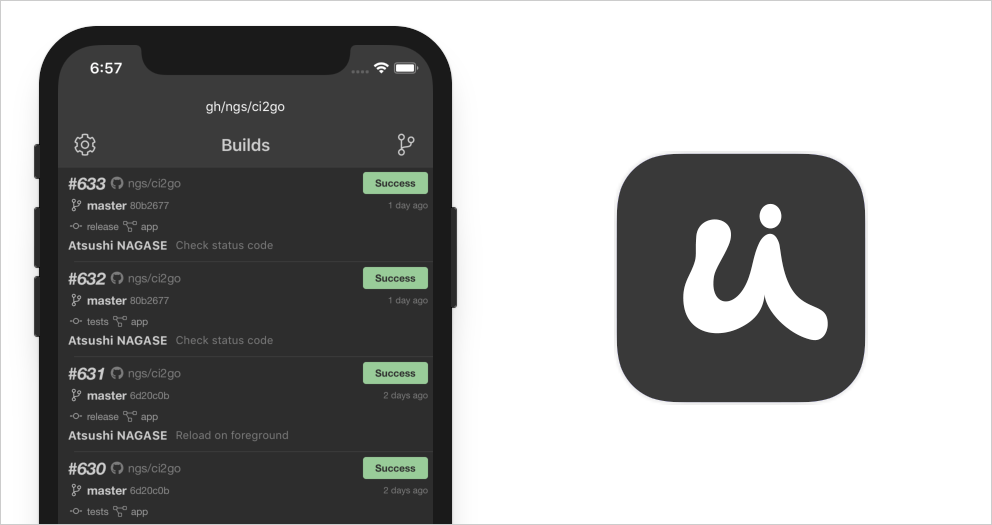 6:57
gh/ngs/ci2go
Builds
#633 ngs/ci2go Success
master 80b2677 1 day ago
release app
Atsushi NAGASE Check status code
#632 ngs/ci2go Success
master 80b2677 1 day ago
tests app
Atsushi NAGASE Check status code
#631 ngs/ci2go Success
master 6d20c0b 2 days ago
release app
Atsushi NAGASE Reload on foreground
#630 ngs/ci2go Success
master 6d20c0b 2 days ago
tests app